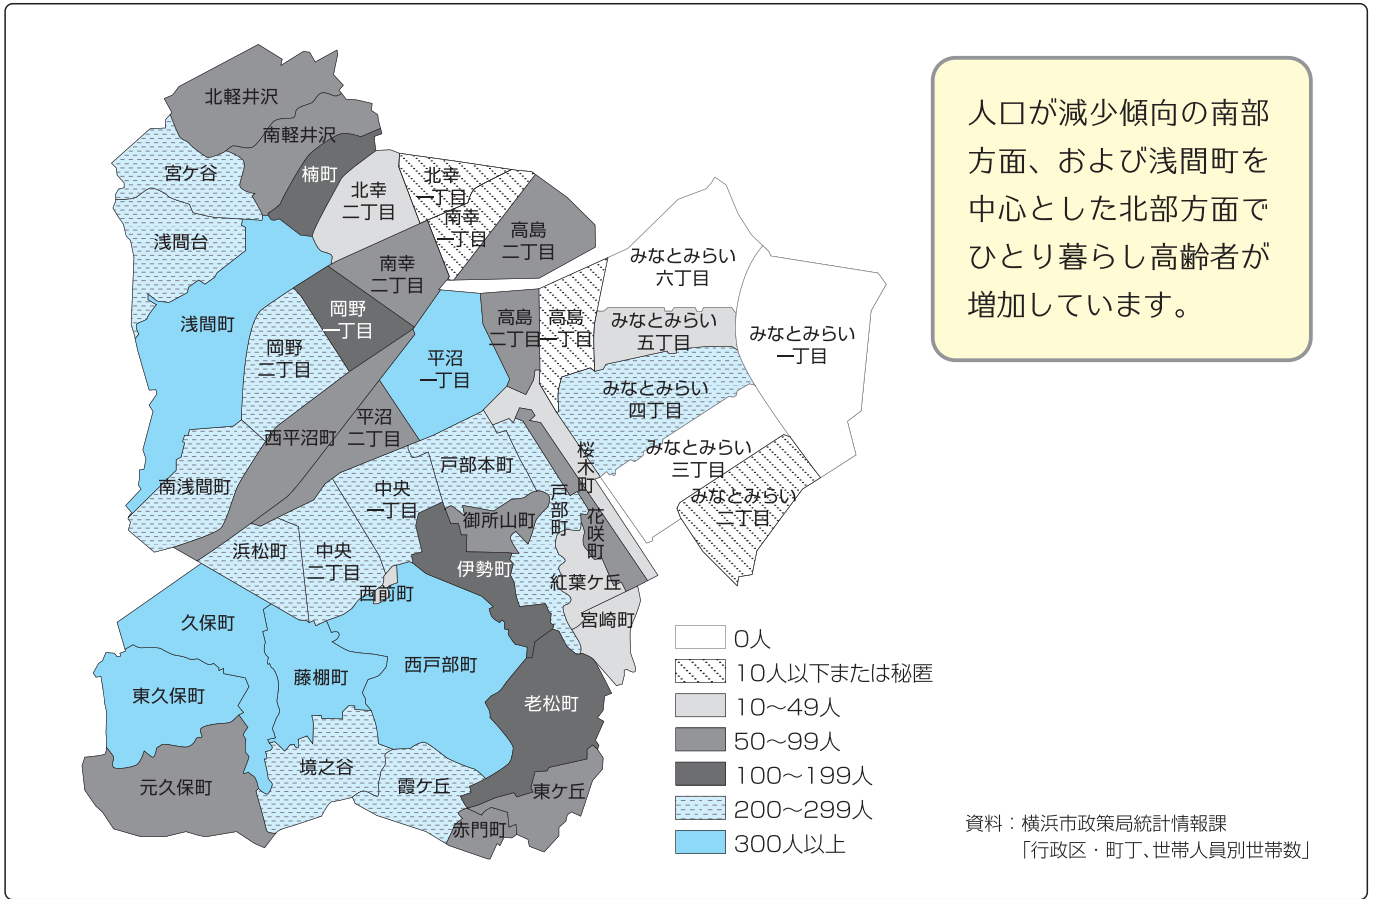 北軽井沢
南軽井沢
宮ケ谷
楠町
北幸
二丁目
北幸
一丁目
南幸
一丁目
高島
二丁目
浅間台
南幸
二丁目
みなとみらい
六丁目
浅間町
岡野
一丁目
高島
二丁目
高島
一丁目
みなとみらい
五丁目
みなとみらい
一丁目
岡野
二丁目
平沼
一丁目
みなとみらい
四丁目
西平沼町
平沼
二丁目
桜木町
みなとみらい
三丁目
戸部本町
南浅間町
中央
一丁目
戸部町
みなとみらい
二丁目
御所山町
花咲町
浜松町
中央
二丁目
伊勢町
紅葉ケ丘
西前町
宮崎町
久保町
西戸部町
藤棚町
東久保町
老松町
境之谷
元久保町
霞ケ丘
東ケ丘
赤門町
人口が減少傾向の南部
方面、および浅間町を
中心とした北部方面で
ひとり暮らし高齢者が
増加しています。
0人
10人以下または秘匿
10〜49人
50〜99人
100〜199人
200〜299人
300人以上
資料：横浜市政策局統計情報課
「行政区・町丁、世帯人員別世帯数」